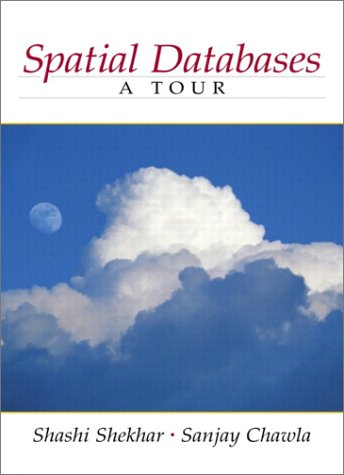 Spatial Databases
A TOUR
Shashi Shekhar · Sanjay Chawla